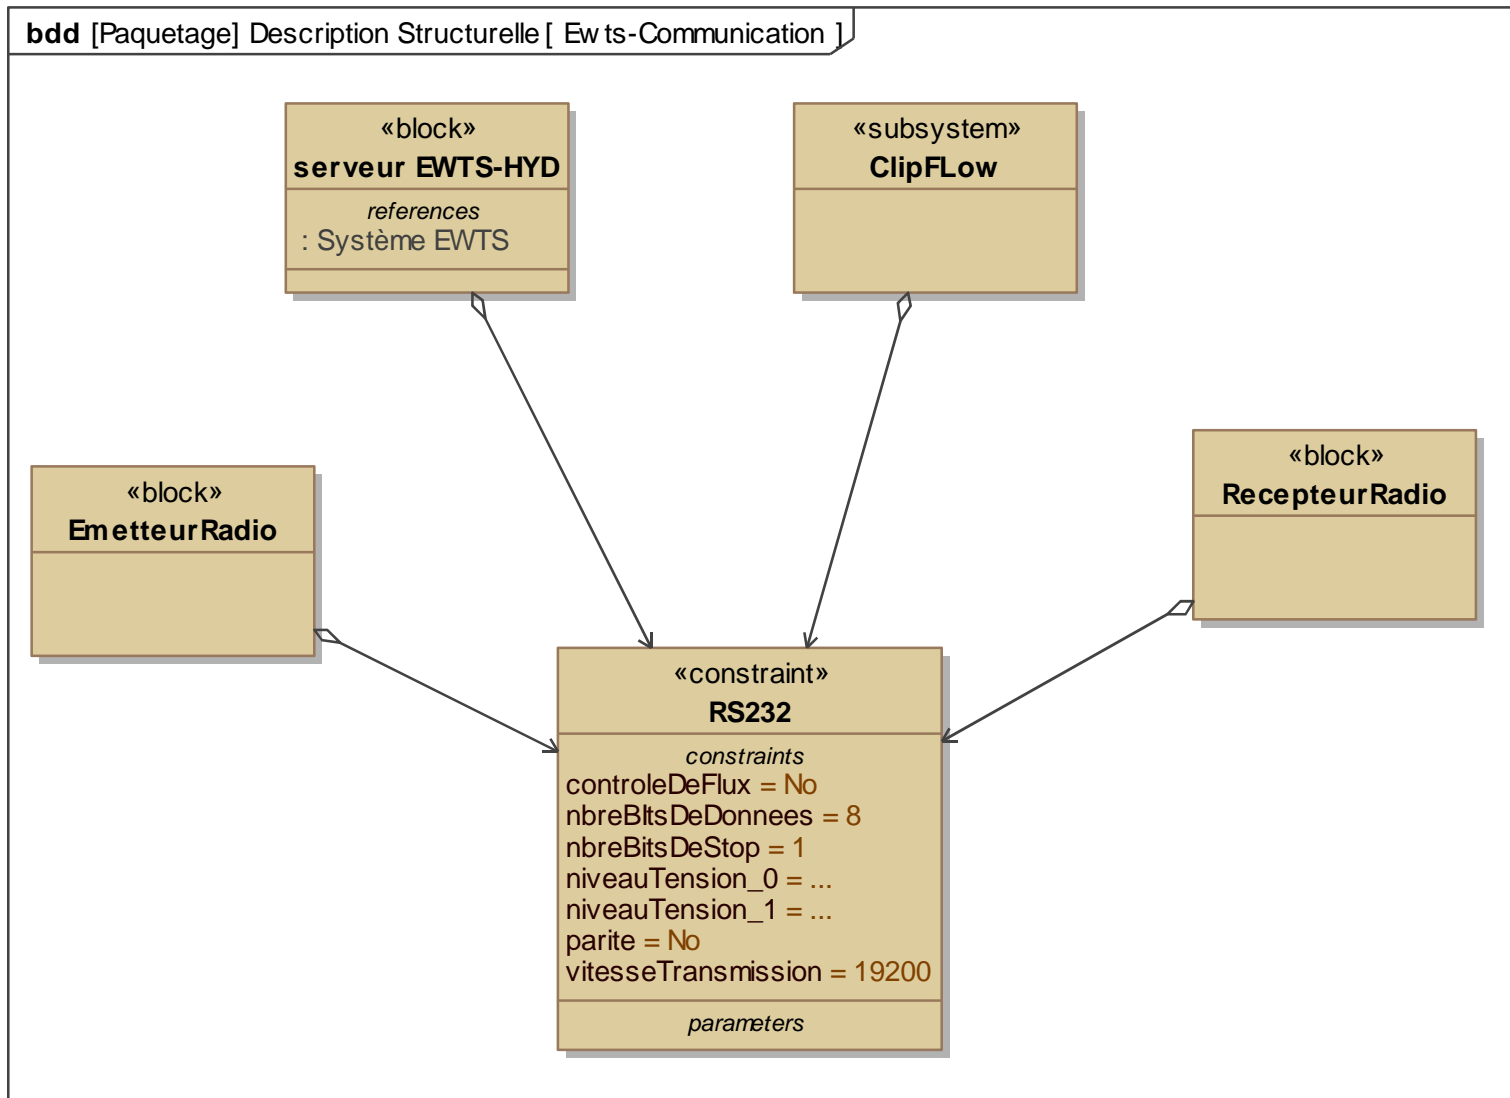 bdd [Paquetage] Description Structurelle [ Ewts-Communication ]
«block»
serveur EWTS-HYD
references
: Système EWTS
«subsystem»
ClipFLow
«block»
EmetteurRadio
«block»
RecepteurRadio
«constraint»
RS232
constraints
controleDeFlux = No
nbreBItsDeDonnees = 8
nbreBitsDeStop = 1
niveauTension_0 = ...
niveauTension_1 = ...
parite = No
vitesseTransmission = 19200
parameters